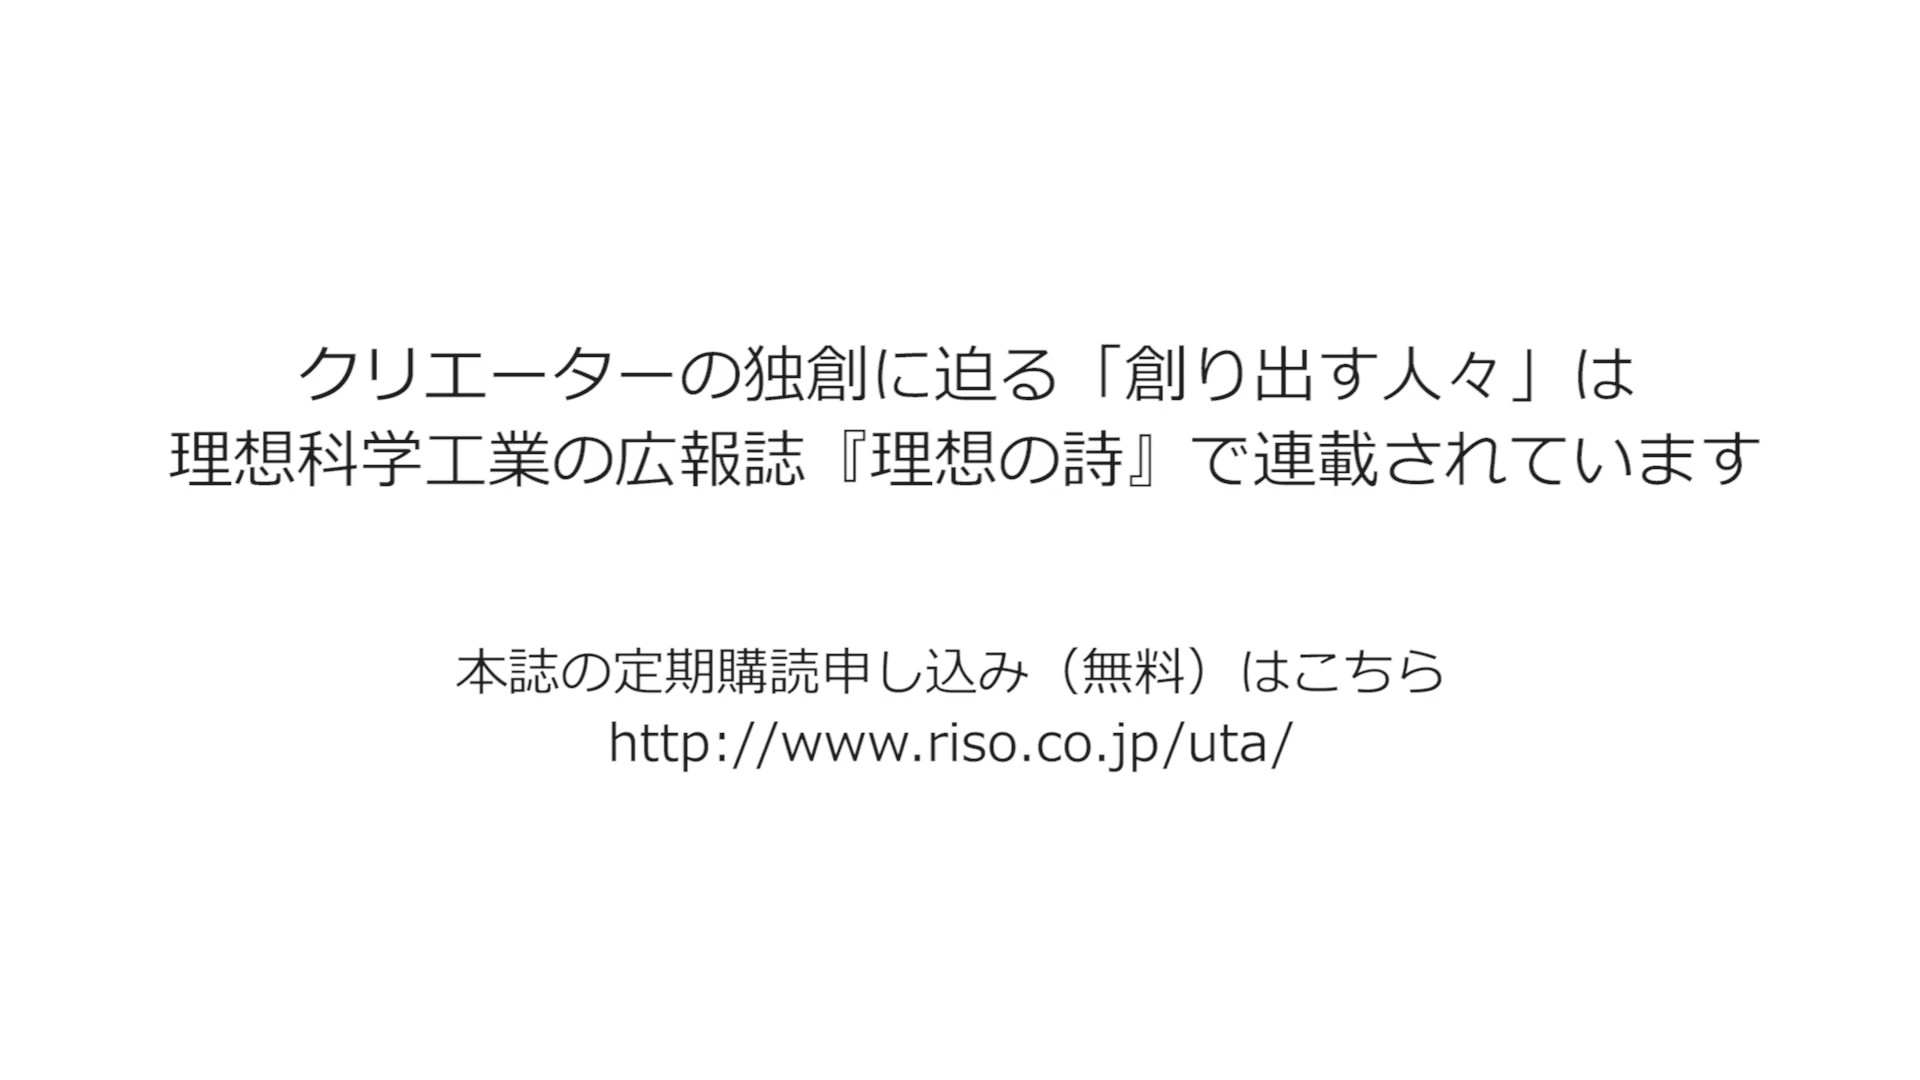 クリエーターの独創に迫る「創り出す人々」は
理想科学工業の広報誌『理想の詩』で連載されています
本誌の定期購読申し込み（無料）はこちら
http://www.riso.co.jp/uta/